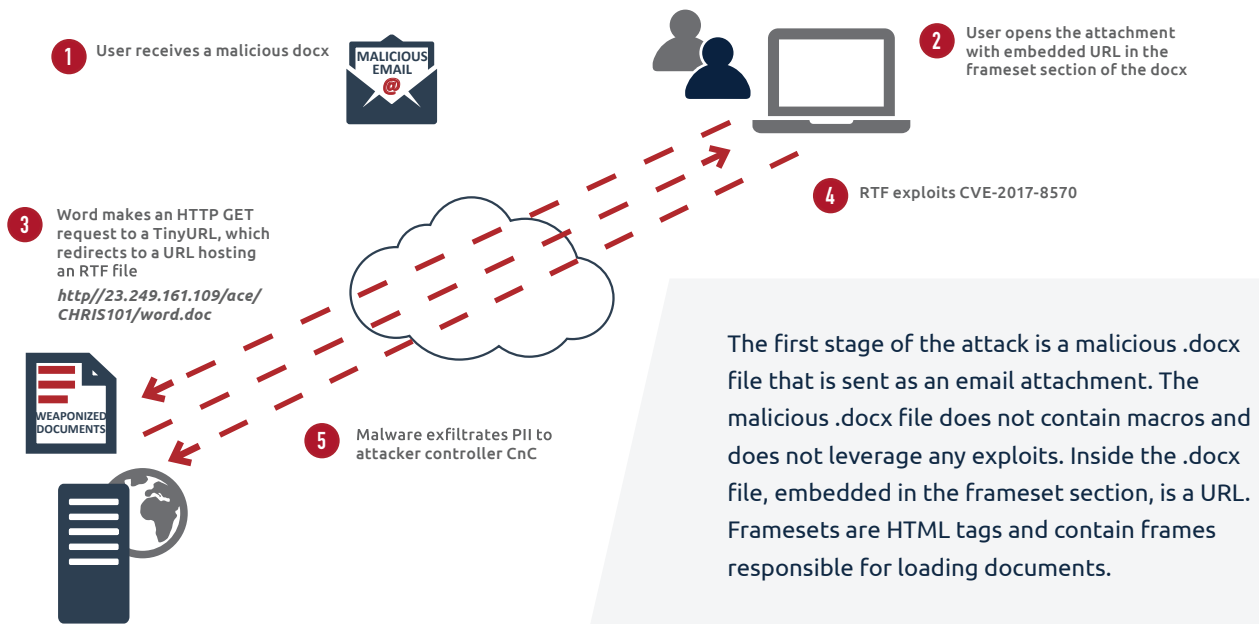 1
User receives a malicious docx
MALICIOUS
EMAIL
@
2
User opens the attachment
with embedded URL in the
frameset section of the docx
3
Word makes an HTTP GET
request to a TinyURL, which
redirects to a URL hosting
an RTF file
http//23.249.161.109/ace/
CHRIS101/word.doc
4
RTF exploits CVE-2017-8570
WEAPONIZED
DOCUMENTS
5
Malware exfiltrates PII to
attacker controller CnC
The first stage of the attack is a malicious .docx
file that is sent as an email attachment. The
malicious .docx file does not contain macros and
does not leverage any exploits. Inside the .docx
file, embedded in the frameset section, is a URL.
Framesets are HTML tags and contain frames
responsible for loading documents.